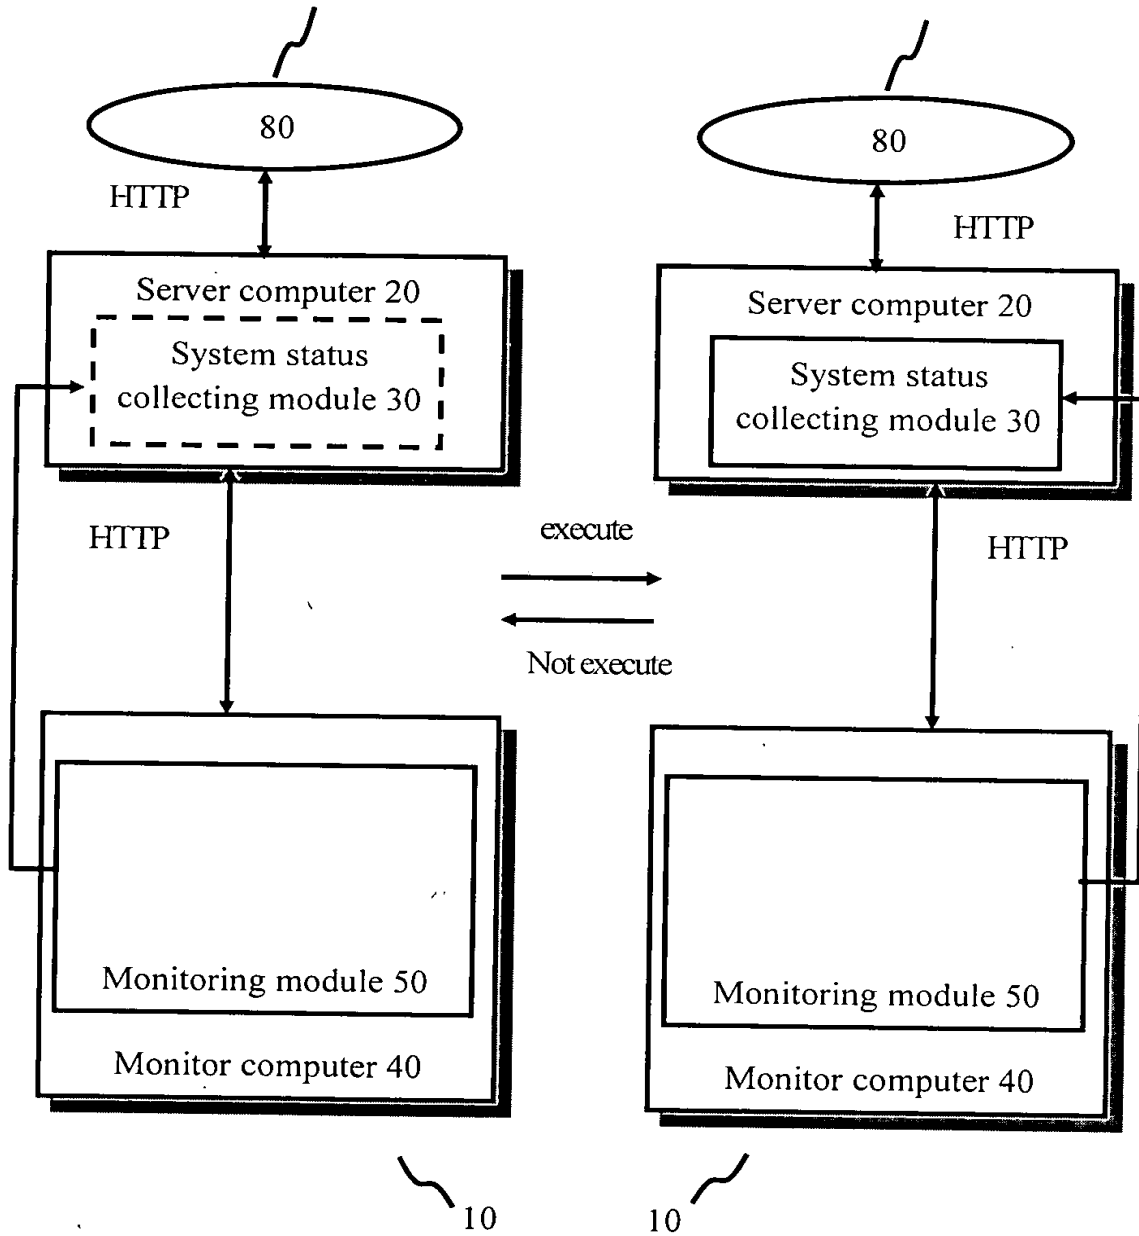 80
HTTP
Server computer 20
System status
collecting module 30
HTTP
Monitoring module 50
Monitor computer 40
10
execute
Not execute
80
HTTP
Server computer 20
System status
collecting module 30
HTTP
Monitoring module 50
Monitor computer 40
10